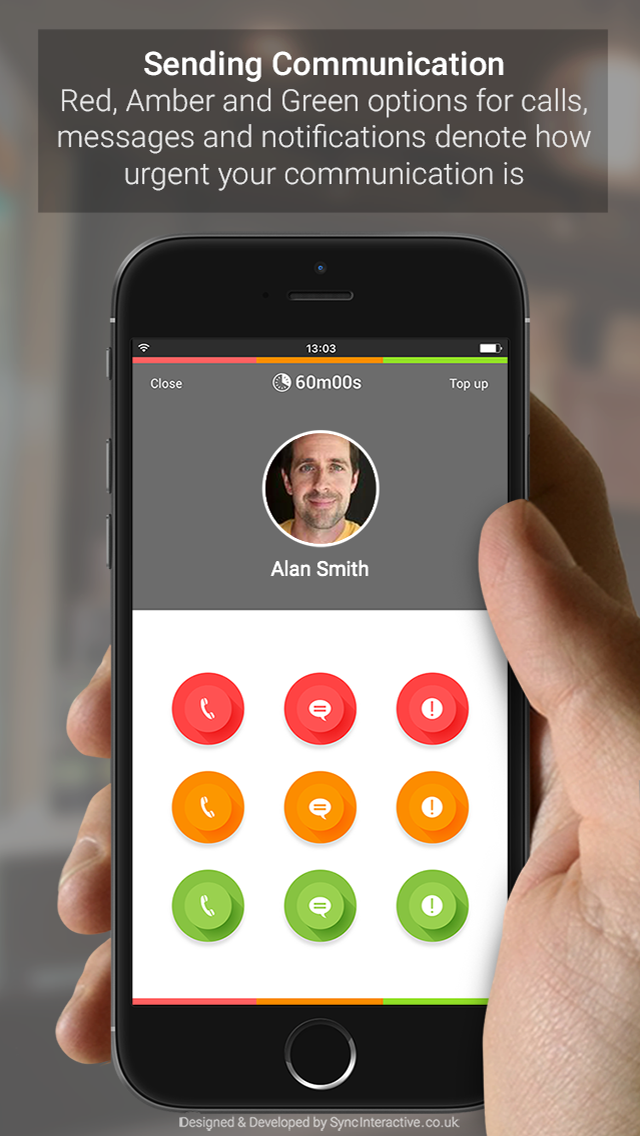 Sending Communication
Red, Amber and Green options for calls,
messages and notifications denote how
urgent your communication is
13:03
Close 60m00s Top up
Alan Smith
Designed & Developed by SyncInteractive.co.uk